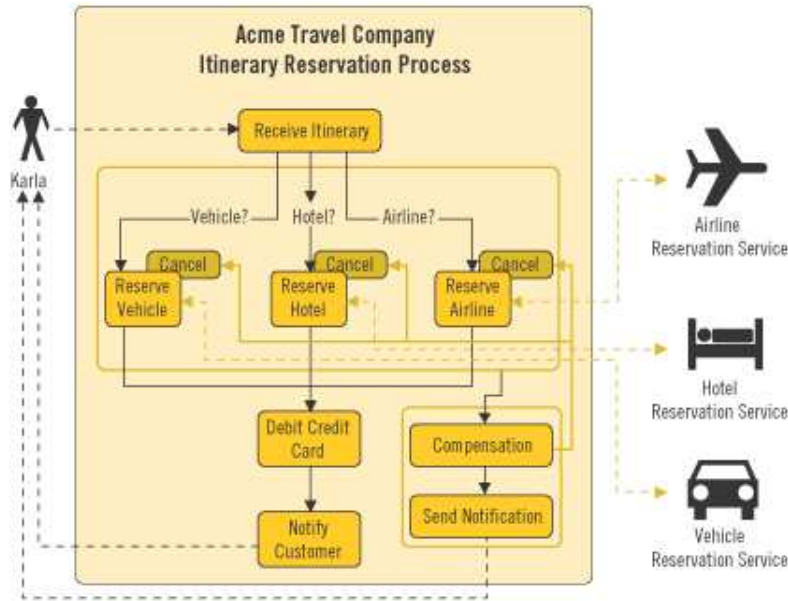 Acme Travel Company
Itinerary Reservation Process
Receive Itinerary
Karla
Vehicle?
Hotel?
Airline?
Cancel
Cancel
Cancel
Reserve
Vehicle
Reserve
Hotel
Reserve
Airline
Airline
Reservation Service
Hotel
Reservation Service
Debit Credit
Card
Compensation
Notify
Customer
Send Notification
Vehicle
Reservation Service